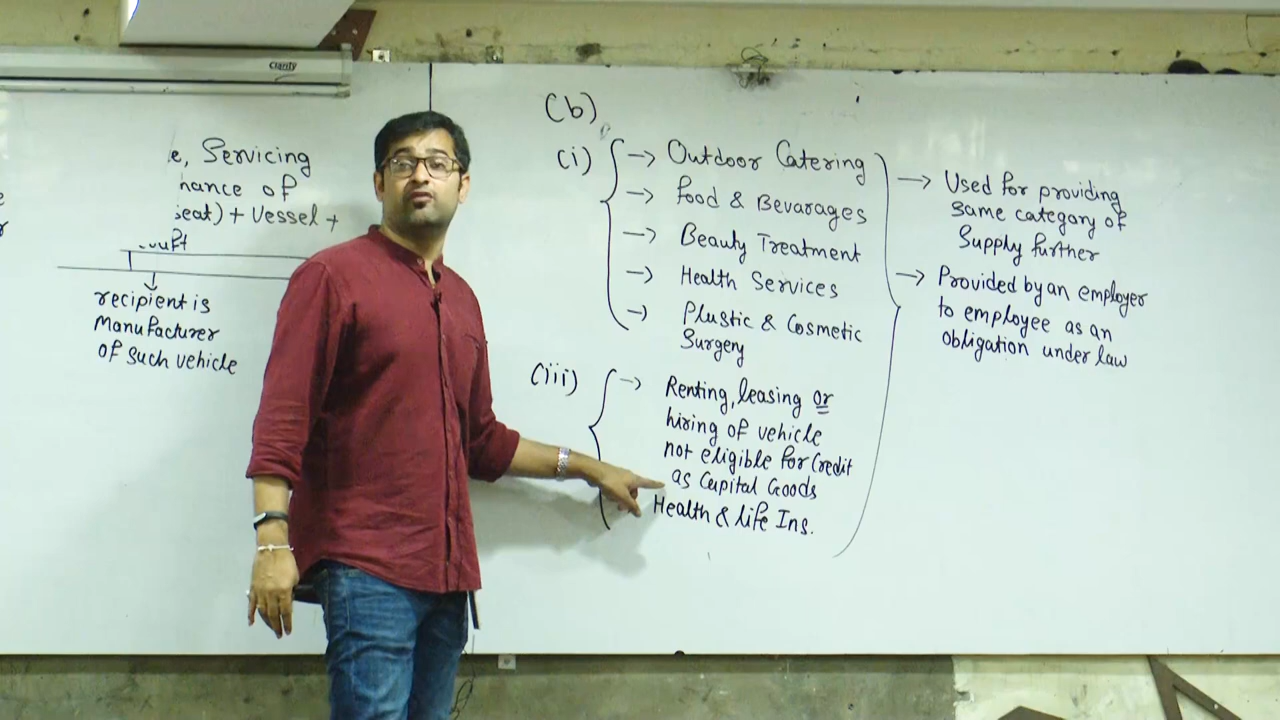 clarity
e, Servicing
nance of
seat) + Vessel +
recipient is
Manufacturer
of such vehicle
(b)
(i) → Outdoor Catering
→ Food & Bevarages
→ Beauty Treatment
→ Health Services
→ Plustic & Cosmetic
Surgery
(iii) → Renting, leasing or
hiring of vehicle
not eligible for Credit
as Capital Goods
Health & life Ins.
→ Used for providing
same category of
Supply further
→ Provided by an employer
to employee as an
obligation under law